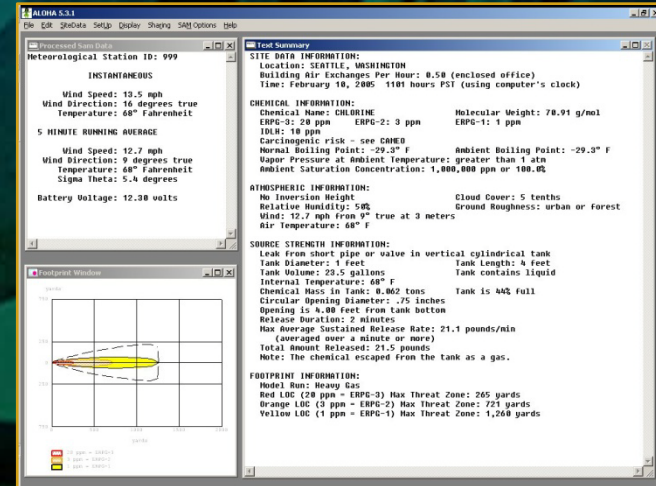 ALOHA 5.3.1
File Edit SiteData SetUp Display Sharing SAM Options Help
Processed Sam Data
Meteorological Station ID: 999
INSTANTANEOUS
Wind Speed: 13.5 mph
Wind Direction: 16 degrees true
Temperature: 68° Fahrenheit
5 MINUTE RUNNING AVERAGE
Wind Speed: 12.7 mph
Wind Direction: 9 degrees true
Temperature: 68° Fahrenheit
Sigma Theta: 5.4 degrees
Battery Voltage: 12.30 volts
Footprint Window
yards
750
250
0
250
750
0 500 1000 1500 2000
yards
Text Summary
SITE DATA INFORMATION:
Location: SEATTLE, WASHINGTON
Building Air Exchanges Per Hour: 0.50 (enclosed office)
Time: February 10, 2005 1101 hours PST (using computer's clock)
CHEMICAL INFORMATION:
Chemical Name: CHLORINE Molecular Weight: 70.91 g/mol
ERPG-3: 20 ppm ERPG-2: 3 ppm ERPG-1: 1 ppm
IDLH: 10 ppm
Carcinogenic risk - see CAMEO
Normal Boiling Point: -29.3° F Ambient Boiling Point: -29.3° F
Vapor Pressure at Ambient Temperature: greater than 1 atm
Ambient Saturation Concentration: 1,000,000 ppm or 100.0%
ATMOSPHERIC INFORMATION:
No Inversion Height Cloud Cover: 5 tenths
Relative Humidity: 50% Ground Roughness: urban or forest
Wind: 12.7 mph from 9° true at 3 meters
Air Temperature: 68° F
SOURCE STRENGTH INFORMATION:
Leak from short pipe or valve in vertical cylindrical tank
Tank Diameter: 1 feet Tank Length: 4 feet
Tank Volume: 23.5 gallons Tank contains liquid
Internal Temperature: 68° F
Chemical Mass in Tank: 0.062 tons Tank is 44% full
Circular Opening Diameter: .75 inches
Opening is 4.00 feet from tank bottom
Release Duration: 2 minutes
Max Average Sustained Release Rate: 21.1 pounds/min
(averaged over a minute or more)
Total Amount Released: 21.5 pounds
Note: The chemical escaped from the tank as a gas.
FOOTPRINT INFORMATION:
Model Run: Heavy Gas
Red LOC (20 ppm = ERPG-3) Max Threat Zone: 265 yards
Orange LOC (3 ppm = ERPG-2) Max Threat Zone: 721 yards
Yellow LOC (1 ppm = ERPG-1) Max Threat Zone: 1,260 yards